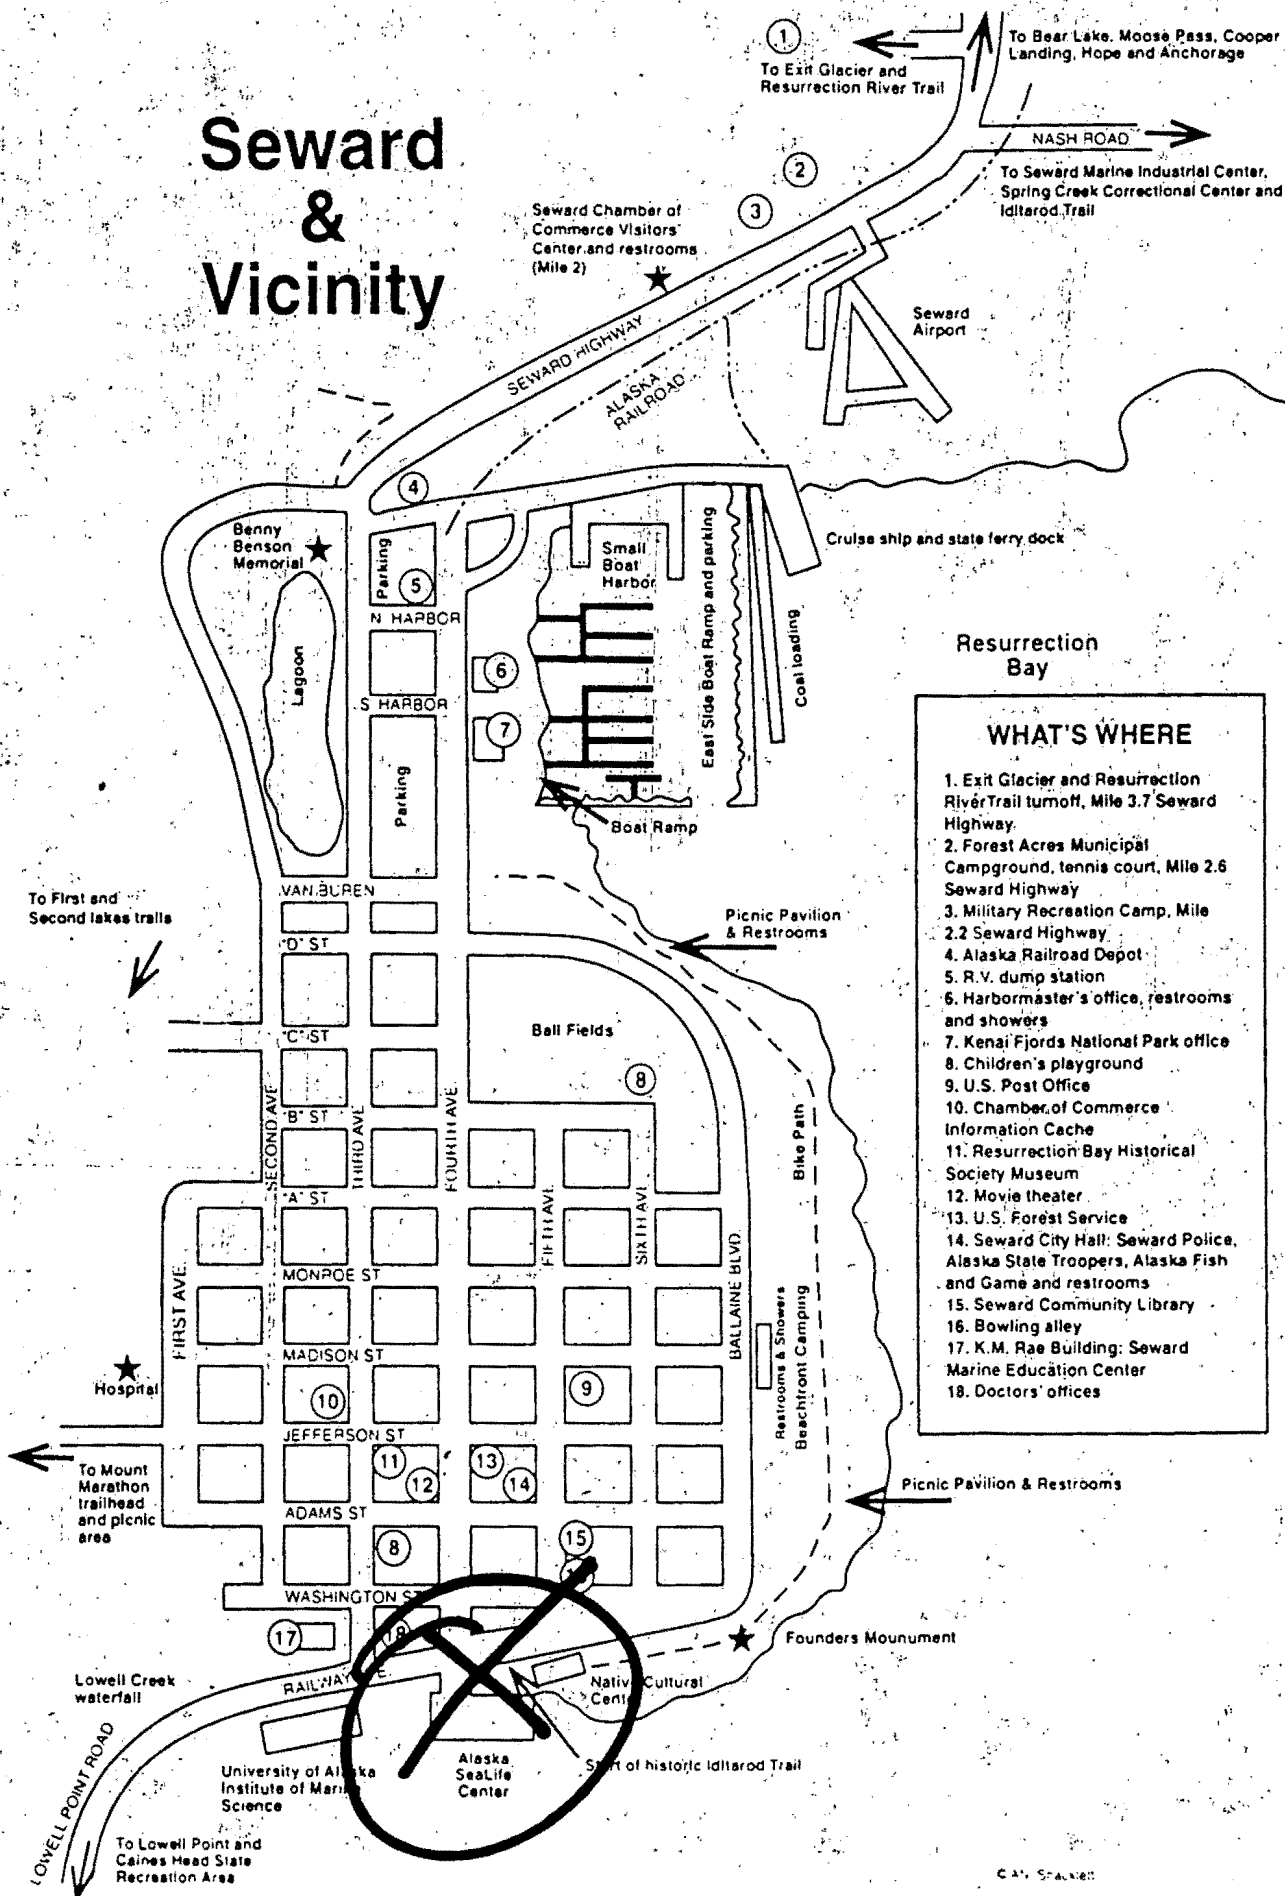 Seward
&
Vicinity
1
To Exit Glacier and
Resurrection River Trail
To Bear Lake, Moose Pass, Cooper
Landing, Hope and Anchorage
NASH ROAD
To Seward Marine Industrial Center,
Spring Creek Correctional Center and
Iditarod Trail
2
3
Seward Chamber of
Commerce Visitors'
Center and restrooms
(Mile 2)
SEWARD HIGHWAY
ALASKA
RAILROAD
Seward
Airport
4
Benny
Benson
Memorial
Parking
5
N HARBOR
Small
Boat
Harbor
East Side Boat Ramp and parking
Cruise ship and state ferry dock
Coal loading
Lagoon
6
S HARBOR
7
Parking
Boat Ramp
Resurrection
Bay
WHAT'S WHERE
1. Exit Glacier and Resurrection
River Trail turnoff, Mile 3.7 Seward
Highway
2. Forest Acres Municipal
Campground, tennis court, Mile 2.6
Seward Highway
3. Military Recreation Camp, Mile
2.2 Seward Highway
4. Alaska Railroad Depot
5. R.V. dump station
6. Harbormaster's office, restrooms
and showers
7. Kenai Fjords National Park office
8. Children's playground
9. U.S. Post Office
10. Chamber of Commerce
Information Cache
11. Resurrection Bay Historical
Society Museum
12. Movie theater
13. U.S. Forest Service
14. Seward City Hall: Seward Police,
Alaska State Troopers, Alaska Fish
and Game and restrooms
15. Seward Community Library
16. Bowling alley
17. K.M. Rae Building: Seward
Marine Education Center
18. Doctors' offices
VAN BUREN
To First and
Second lakes trails
"D" ST
Picnic Pavilion
& Restrooms
"C" ST
Ball Fields
8
"B" ST
SECOND AVE
THIRD AVE
FOURTH AVE
Bike Path
"A" ST
FIFTH AVE
SIXTH AVE
BALLAINE BLVD.
MONROE ST
FIRST AVE.
MADISON ST
Restrooms & Showers
Beachfront Camping
Hospital
10
9
JEFFERSON ST
To Mount
Marathon
trailhead
and picnic
area
11
12
13
14
Picnic Pavilion & Restrooms
ADAMS ST
8
15
WASHINGTON ST
17
18
Founders Mounument
Lowell Creek
waterfall
RAILWAY
Native Cultural
Center
Start of historic Iditarod Trail
University of Alaska
Institute of Marine
Science
Alaska
SeaLife
Center
LOWELL POINT ROAD
To Lowell Point and
Caines Head State
Recreation Area